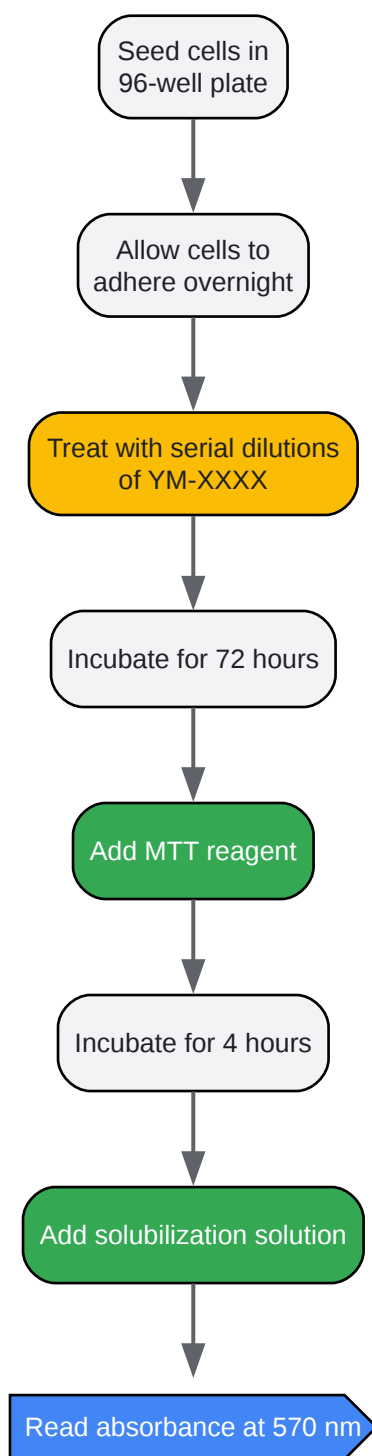 Seed cells in
96-well plate
Allow cells to
adhere overnight
Treat with serial dilutions
of YM-XXXX
Incubate for 72 hours
Add MTT reagent
Incubate for 4 hours
Add solubilization solution
Read absorbance at 570 nm